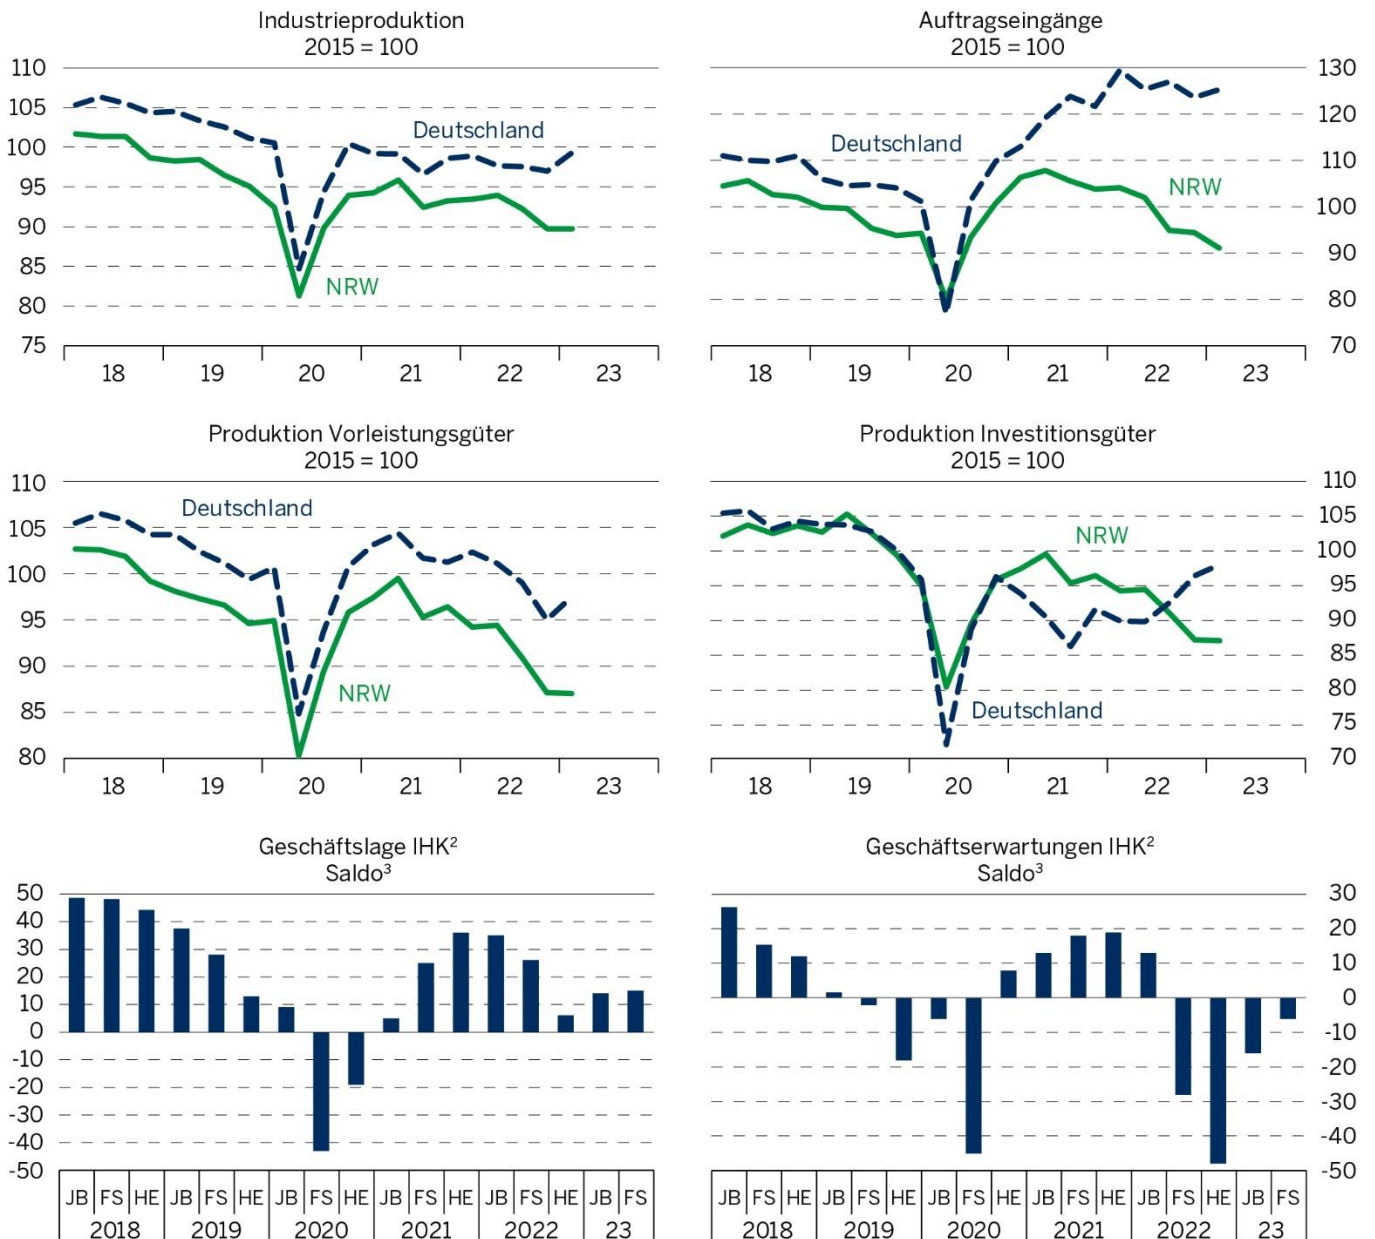 Industrieproduktion
2015 = 100
110
105
100
95
90
85
80
75
Deutschland
NRW
18 19 20 21 22 23
Auftragseingänge
2015 = 100
130
120
110
100
90
80
70
Deutschland
NRW
18 19 20 21 22 23
Produktion Vorleistungsgüter
2015 = 100
110
105
100
95
90
85
80
Deutschland
NRW
18 19 20 21 22 23
Produktion Investitionsgüter
2015 = 100
110
105
100
95
90
85
80
75
70
NRW
Deutschland
18 19 20 21 22 23
Geschäftslage IHK²
Saldo³
50
40
30
20
10
0
-10
-20
-30
-40
-50
JB FS HE JB FS HE JB FS HE JB FS HE JB FS HE JB FS
2018 2019 2020 2021 2022 23
Geschäftserwartungen IHK²
Saldo³
30
20
10
0
-10
-20
-30
-40
-50
JB FS HE JB FS HE JB FS HE JB FS HE JB FS HE JB FS
2018 2019 2020 2021 2022 23